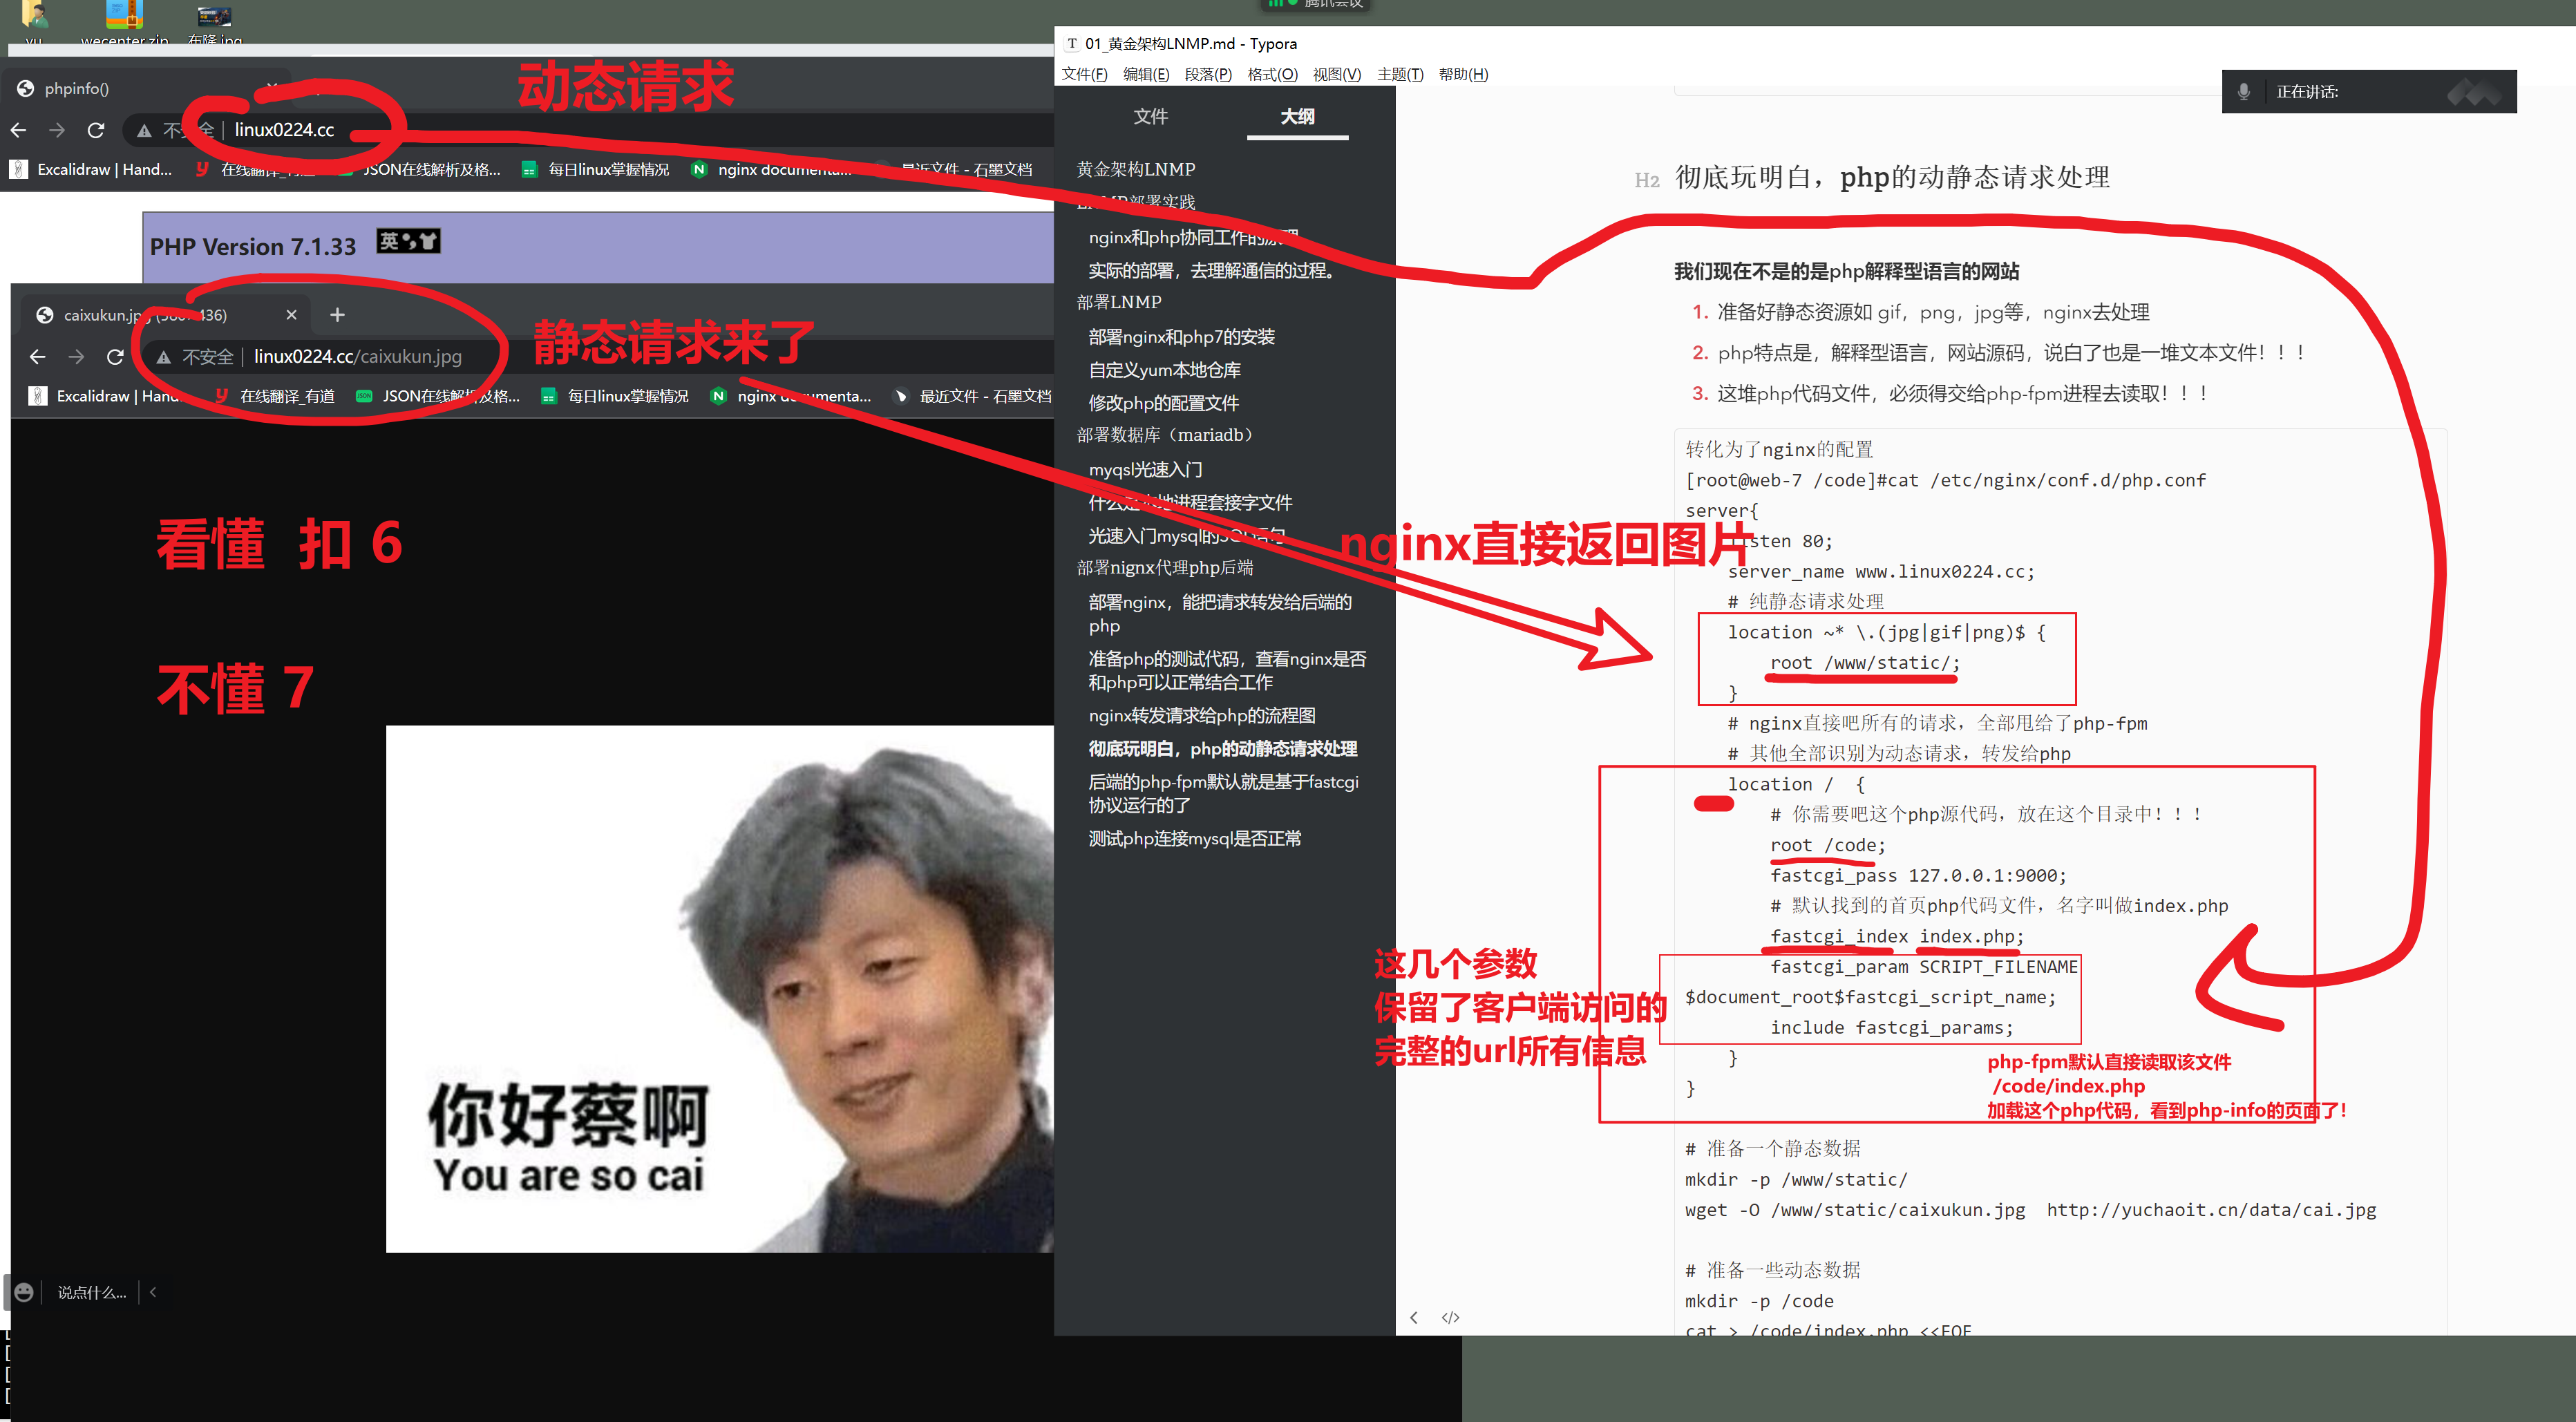 腾讯会议
yu
wecenter.zip
布隆.jpg
phpinfo()
动态请求
不安全
linux0224.cc
Excalidraw | Hand...
在线翻译_有道
JSON在线解析及格...
每日linux掌握情况
nginx documenta...
最近文件 - 石墨文档
PHP Version 7.1.33
英
caixukun.jpg (580×436)
静态请求来了
不安全
linux0224.cc/caixukun.jpg
Excalidraw | Hand...
在线翻译_有道
JSON在线解析及格...
每日linux掌握情况
nginx documenta...
最近文件 - 石墨文档
看懂 扣 6
不懂 7
你好蔡啊
You are so cai
说点什么...
01_黄金架构LNMP.md - Typora
文件(F) 编辑(E) 段落(P) 格式(O) 视图(V) 主题(T) 帮助(H)
正在讲话:
文件 大纲
黄金架构LNMP
LNMP部署实践
nginx和php协同工作的原理
实际的部署，去理解通信的过程。
部署LNMP
部署nginx和php7的安装
自定义yum本地仓库
修改php的配置文件
部署数据库（mariadb）
myqsl光速入门
什么是本地进程套接字文件
光速入门mysql的SQL语句
部署nignx代理php后端
部署nginx，能把请求转发给后端的
php
准备php的测试代码，查看nginx是否
和php可以正常结合工作
nginx转发请求给php的流程图
彻底玩明白，php的动静态请求处理
后端的php-fpm默认就是基于fastcgi
协议运行的了
测试php连接mysql是否正常
H2 彻底玩明白，php的动静态请求处理
我们现在不是的是php解释型语言的网站
1. 准备好静态资源如 gif，png，jpg等，nginx去处理
2. php特点是，解释型语言，网站源码，说白了也是一堆文本文件！！！
3. 这堆php代码文件，必须得交给php-fpm进程去读取！！！
转化为了nginx的配置
[root@web-7 /code]#cat /etc/nginx/conf.d/php.conf
server{
nginx直接返回图片
listen 80;
server_name www.linux0224.cc;
# 纯静态请求处理
location ~* \.(jpg|gif|png)$ {
root /www/static/;
}
# nginx直接吧所有的请求，全部甩给了php-fpm
# 其他全部识别为动态请求，转发给php
location / {
# 你需要吧这个php源代码，放在这个目录中！！！
root /code;
fastcgi_pass 127.0.0.1:9000;
# 默认找到的首页php代码文件，名字叫做index.php
fastcgi_index index.php;
fastcgi_param SCRIPT_FILENAME
$document_root$fastcgi_script_name;
include fastcgi_params;
}
}
这几个参数
保留了客户端访问的
完整的url所有信息
php-fpm默认直接读取该文件
/code/index.php
加载这个php代码，看到php-info的页面了！
# 准备一个静态数据
mkdir -p /www/static/
wget -O /www/static/caixukun.jpg http://yuchaoit.cn/data/cai.jpg
# 准备一些动态数据
mkdir -p /code
cat > /code/index.php <<EOF